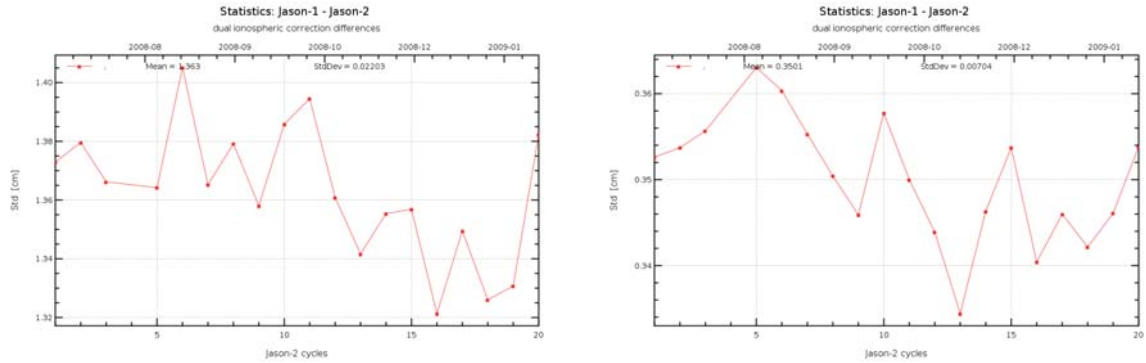 Statistics: Jason-1 - Jason-2
dual ionospheric correction differences
2008-08 2008-09 2008-10 2008-12 2009-01
Mean = 1.363 StdDev = 0.02203
1.40
1.38
1.36
1.34
1.32
Std [cm]
5 10 15 20
Jason-2 cycles
Statistics: Jason-1 - Jason-2
dual ionospheric correction differences
2008-08 2008-09 2008-10 2008-12 2009-01
Mean = 0.3501 StdDev = 0.00704
0.36
0.35
0.34
Std [cm]
5 10 15 20
Jason-2 cycles